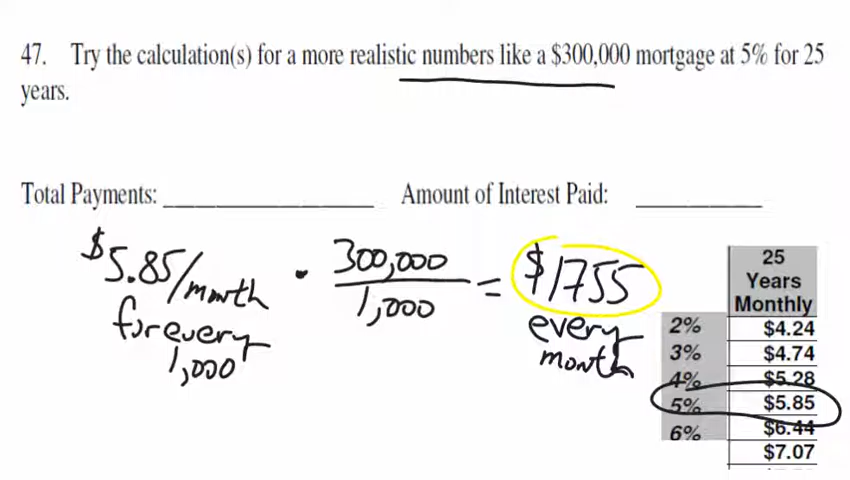 47. Try the calculation(s) for a more realistic numbers like a $300,000 mortgage at 5% for 25
years.
Total Payments: ____________ Amount of Interest Paid: ____________
$5.85/month · 300,000/1,000 = $1755
for every
1,000
every
month
25
Years
Monthly
2% $4.24
3% $4.74
4% $5.28
5% $5.85
6% $6.44
$7.07